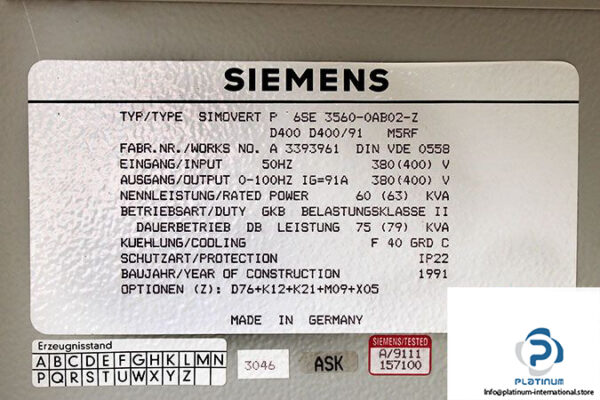 SIEMENS
TYP/TYPE SIMOVERT P 6SE 3560-0AB02-Z
D400 D400/91 M5RF
FABR.NR./WORKS NO. A 3393961 DIN VDE 0558
EINGANG/INPUT 50HZ 380(400) V
AUSGANG/OUTPUT 0-100HZ IG=91A 380(400) V
NENNLEISTUNG/RATED POWER 60 (63) KVA
BETRIEBSART/DUTY GKB BELASTUNGSKLASSE II
DAUERBETRIEB DB LEISTUNG 75 (79) KVA
KUEHLUNG/COOLING F 40 GRD C
SCHUTZART/PROTECTION IP22
BAUJAHR/YEAR OF CONSTRUCTION 1991
OPTIONEN (Z): D76+K12+K21+M09+X05
MADE IN GERMANY
Erzeugnisstand
A B C D E F G H K L M N
P Q R S T U W X Y Z
3046
ASK
SIEMENS/TESTED
A/9111
157100
PLATINUM
Info@platinum-international.store